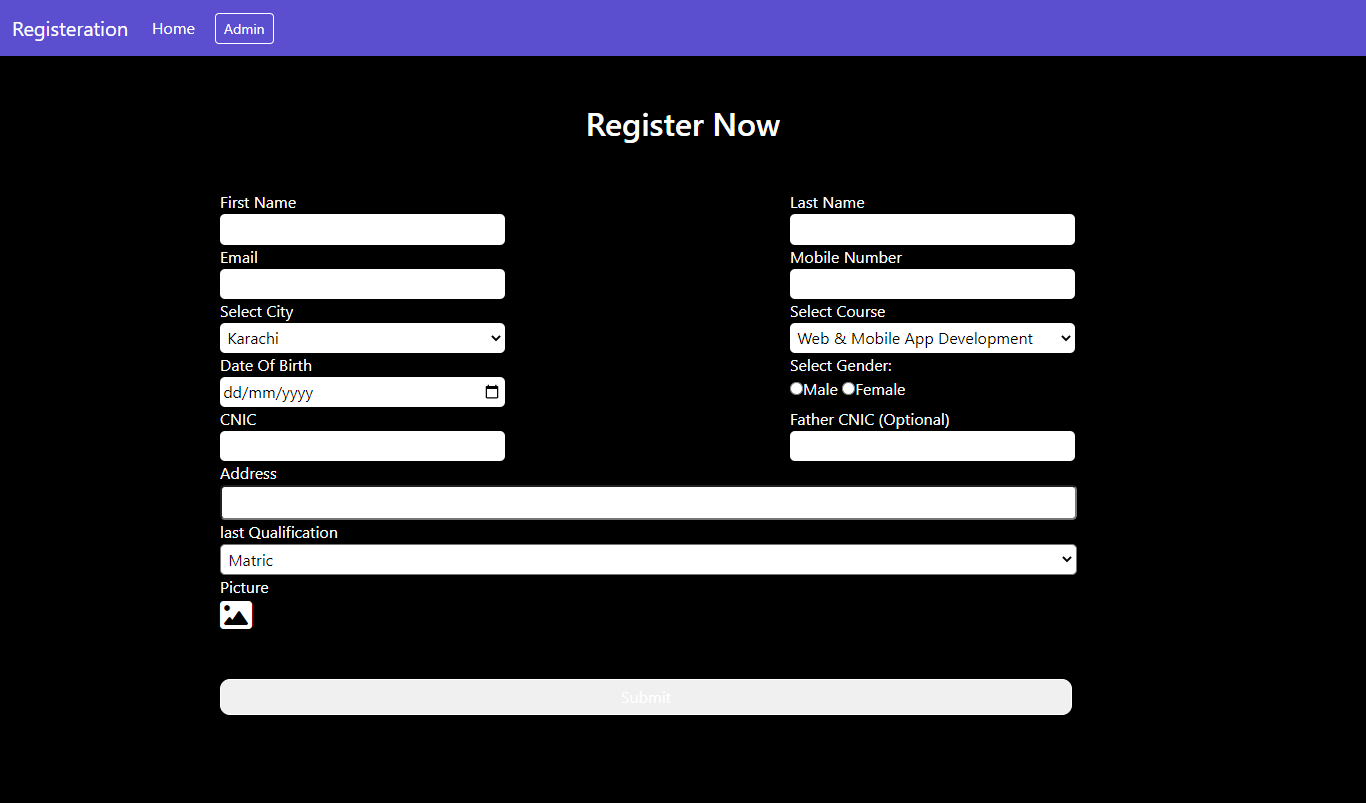 Registeration Home Admin
Register Now
First Name Last Name
Email Mobile Number
Select City Select Course
Karachi Web & Mobile App Development
Date Of Birth Select Gender:
dd/mm/yyyy Male Female
CNIC Father CNIC (Optional)
Address
last Qualification
Matric
Picture
Submit